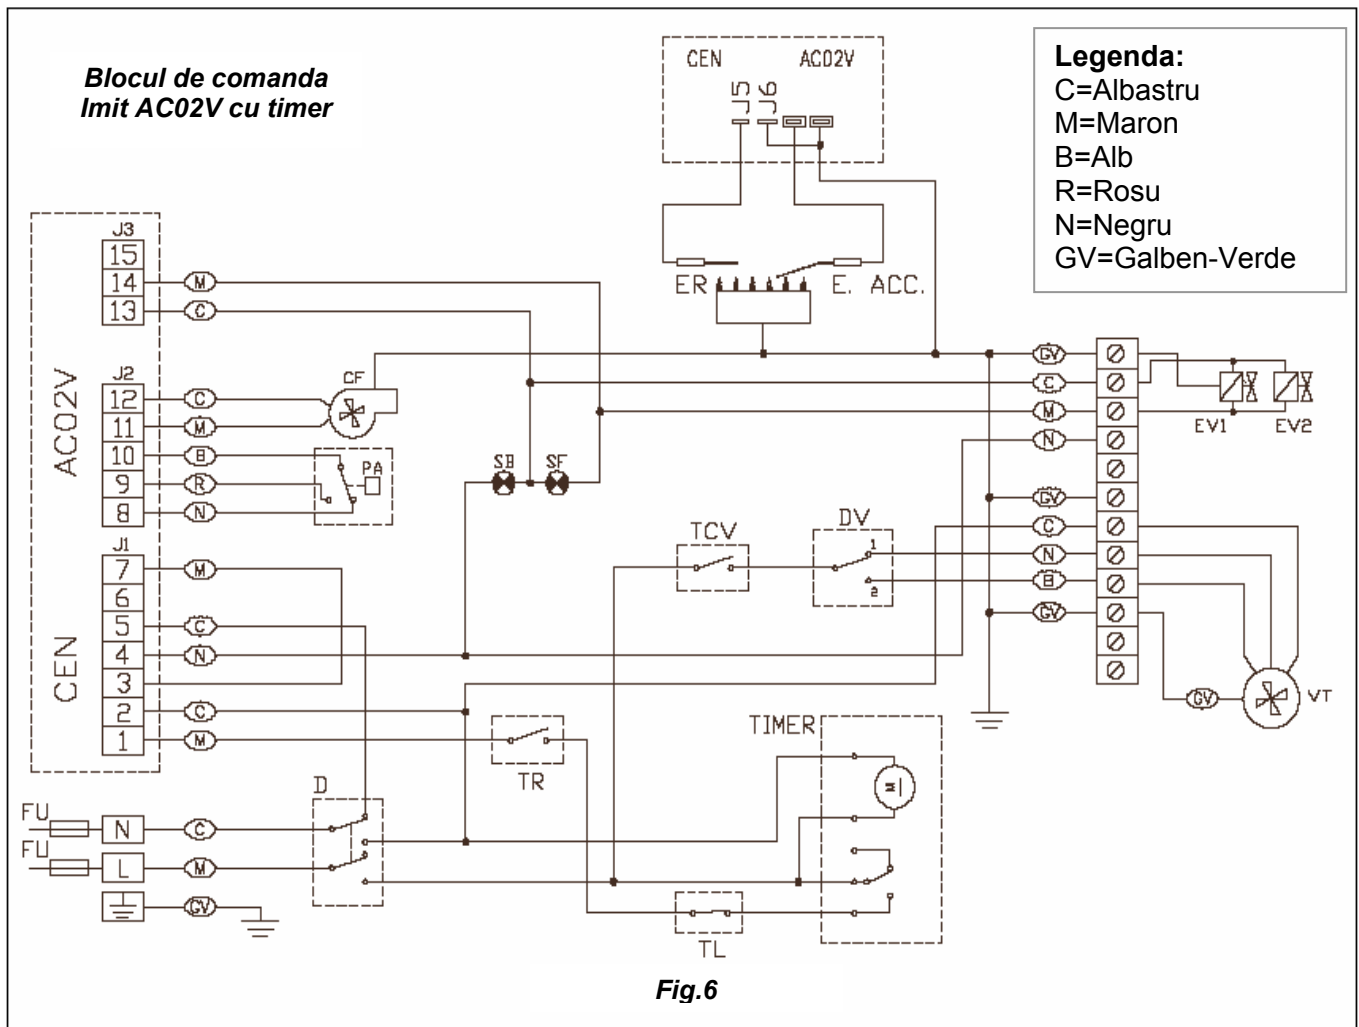 Blocul de comanda
Imit AC02V cu timer
CEN AC02V
J5
J6
Legenda:
C=Albastru
M=Maron
B=Alb
R=Rosu
N=Negru
GV=Galben-Verde
ER
E. ACC.
AC02V
CEN
J3
15
14 M
13 C
J2
12 C
11 M
10 B
9 R
8 N
J1
7 M
6
5 C
4 N
3
2 C
1 M
CF
PA
SB SF
GV
C
M
N
GV
C
N
B
GV
EV1 EV2
TCV
DV
1
2
GV
VT
TR
TIMER
M
D
FU N C
FU L M
GV
TL
Fig.6